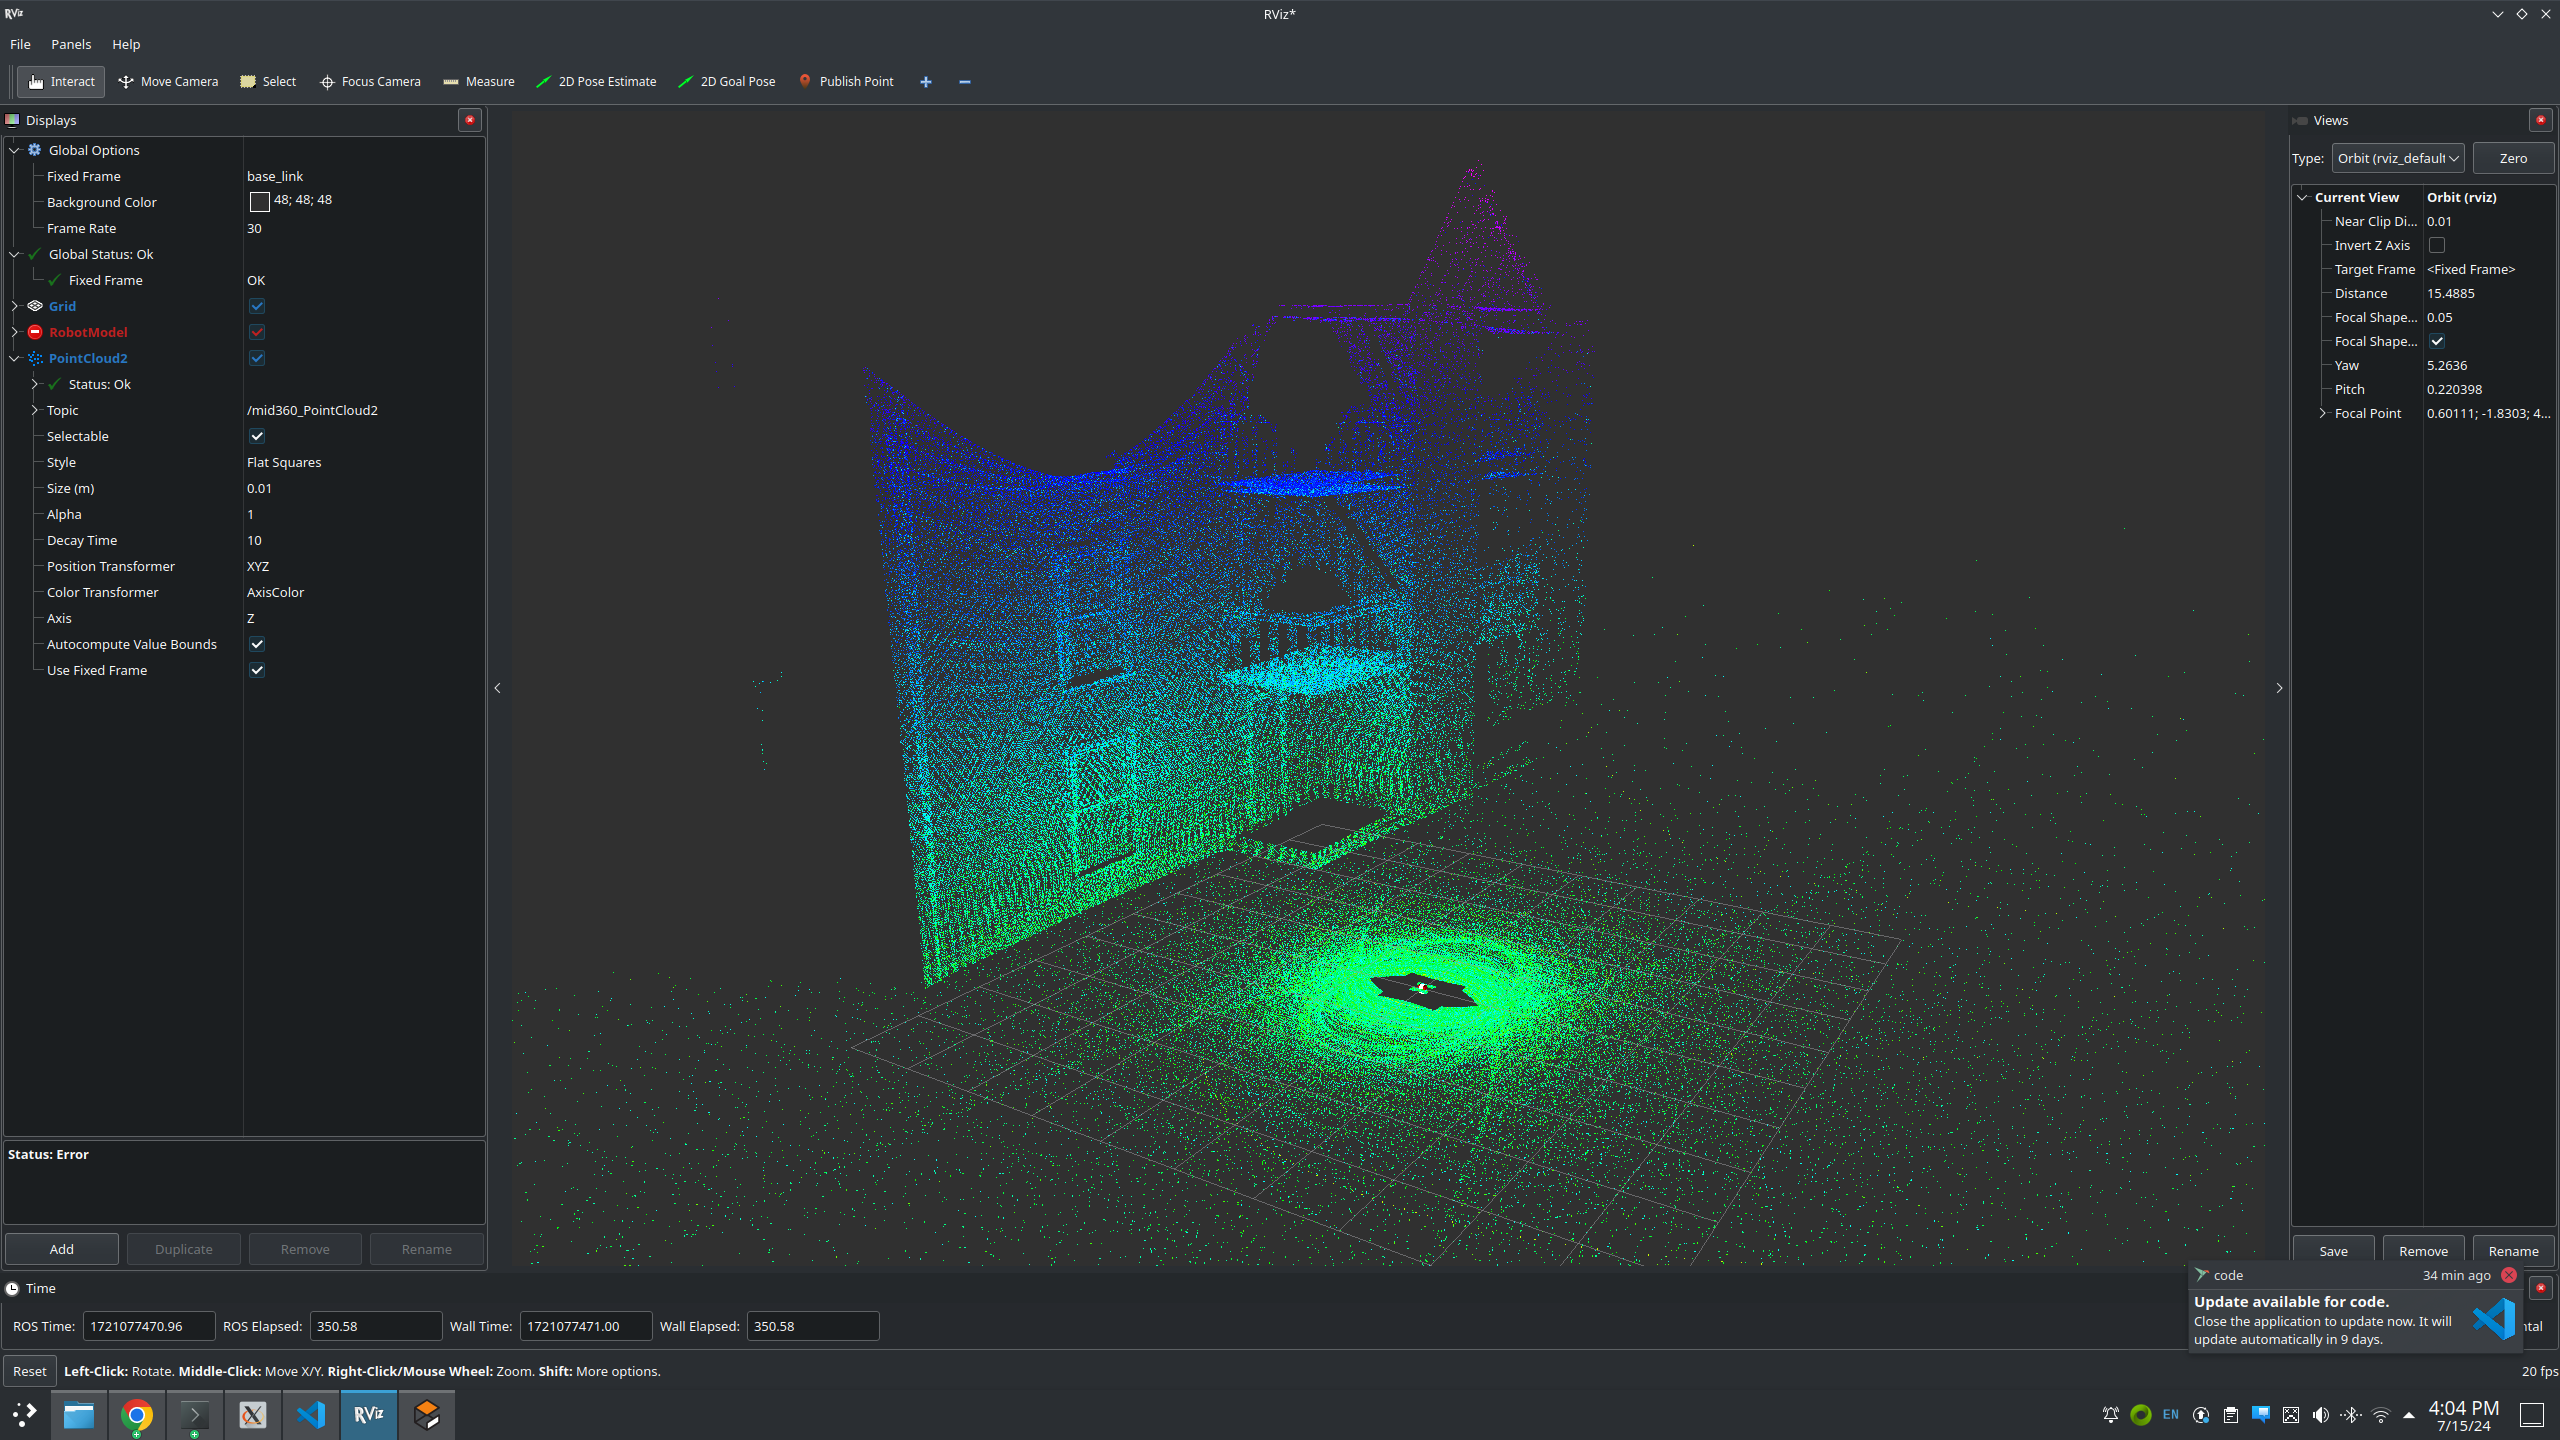 RViz
RViz*
File Panels Help
Interact Move Camera Select Focus Camera Measure 2D Pose Estimate 2D Goal Pose Publish Point
Displays
Global Options
Fixed Frame base_link
Background Color 48; 48; 48
Frame Rate 30
Global Status: Ok
Fixed Frame OK
Grid
RobotModel
PointCloud2
Status: Ok
Topic /mid360_PointCloud2
Selectable
Style Flat Squares
Size (m) 0.01
Alpha 1
Decay Time 10
Position Transformer XYZ
Color Transformer AxisColor
Axis Z
Autocompute Value Bounds
Use Fixed Frame
Status: Error
Add Duplicate Remove Rename
Views
Type: Orbit (rviz_default Zero
Current View Orbit (rviz)
Near Clip Di... 0.01
Invert Z Axis
Target Frame <Fixed Frame>
Distance 15.4885
Focal Shape... 0.05
Focal Shape...
Yaw 5.2636
Pitch 0.220398
Focal Point 0.60111; -1.8303; 4...
Save Remove Rename
Time
ROS Time: 1721077470.96 ROS Elapsed: 350.58 Wall Time: 1721077471.00 Wall Elapsed: 350.58
code 34 min ago
Update available for code.
Close the application to update now. It will
update automatically in 9 days.
ntal
Reset Left-Click: Rotate. Middle-Click: Move X/Y. Right-Click/Mouse Wheel: Zoom. Shift: More options. 20 fps
RViz
EN
4:04 PM
7/15/24